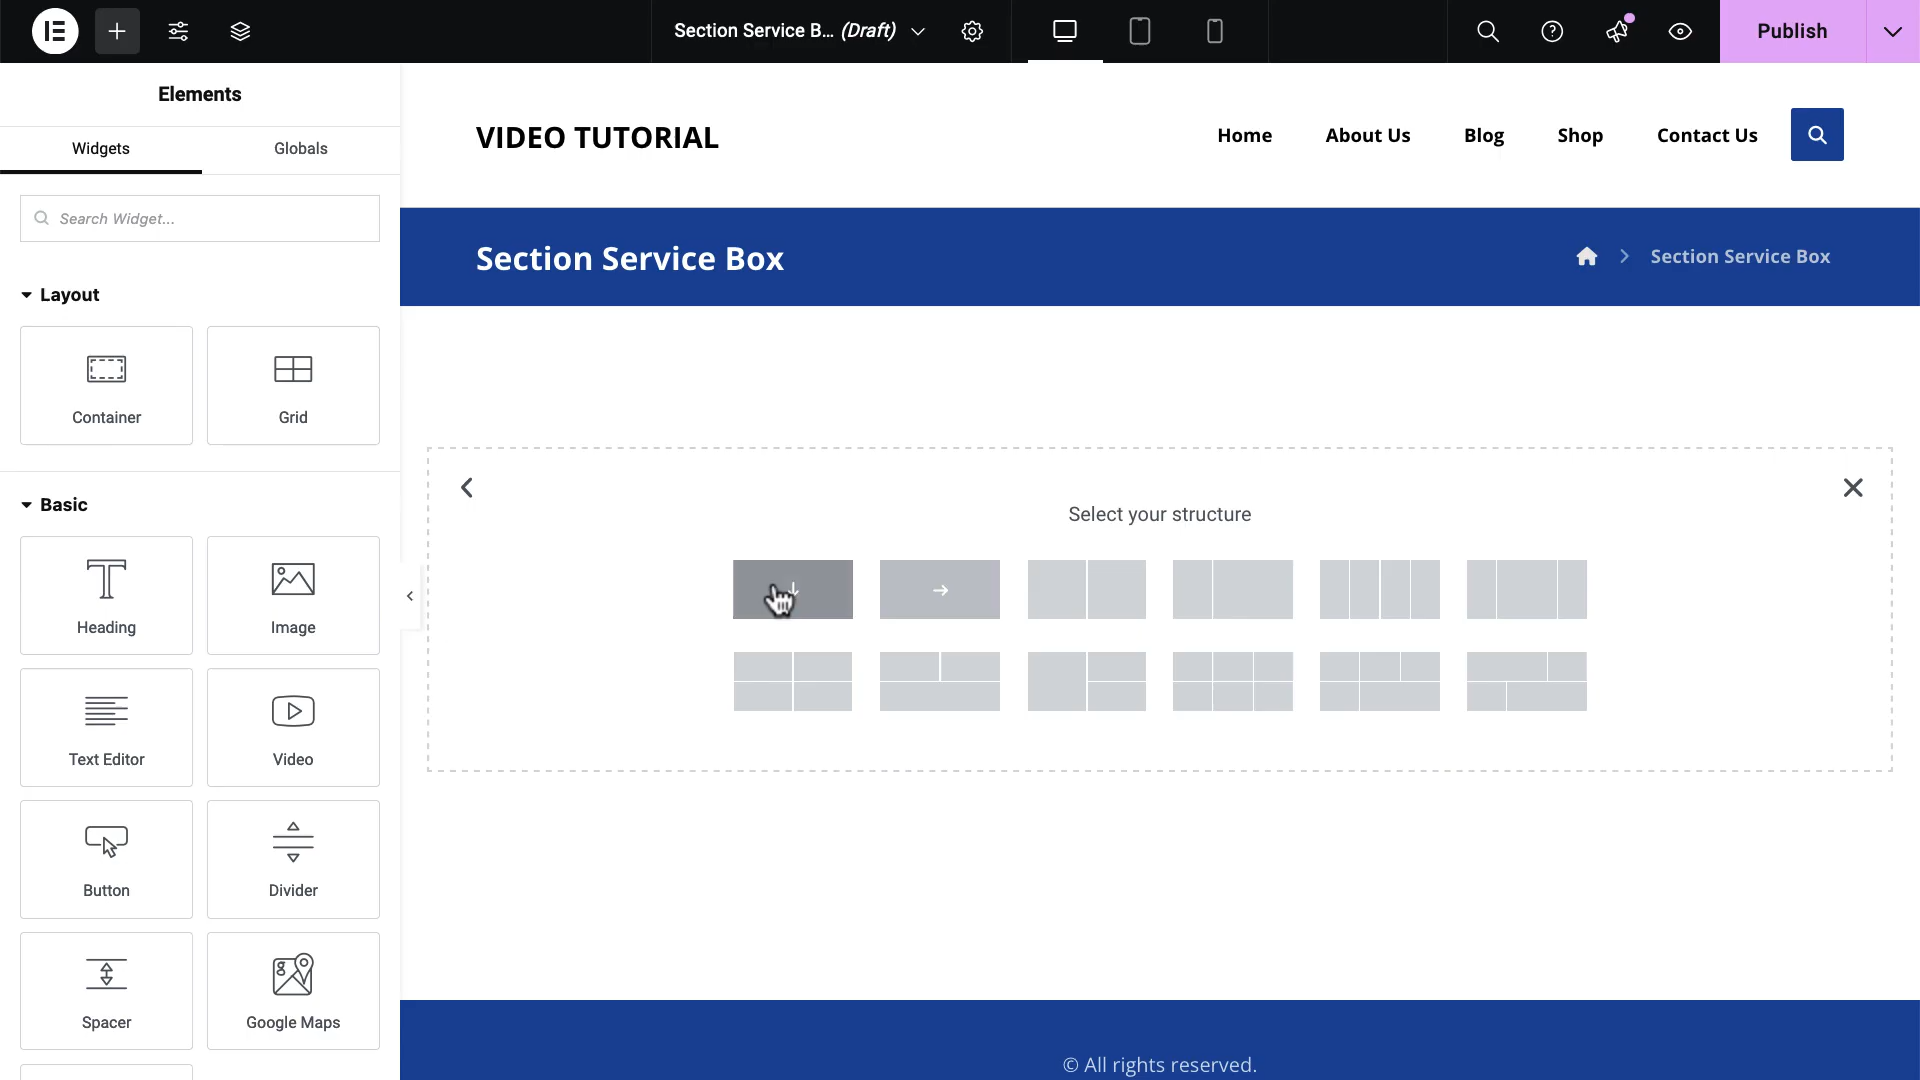 Section Service B... (Draft)
Publish
Elements
Widgets
Globals
Search Widget...
Layout
Container
Grid
Basic
Heading
Image
Text Editor
Video
Button
Divider
Spacer
Google Maps
VIDEO TUTORIAL
Home
About Us
Blog
Shop
Contact Us
Section Service Box
Section Service Box
Select your structure
© All rights reserved.